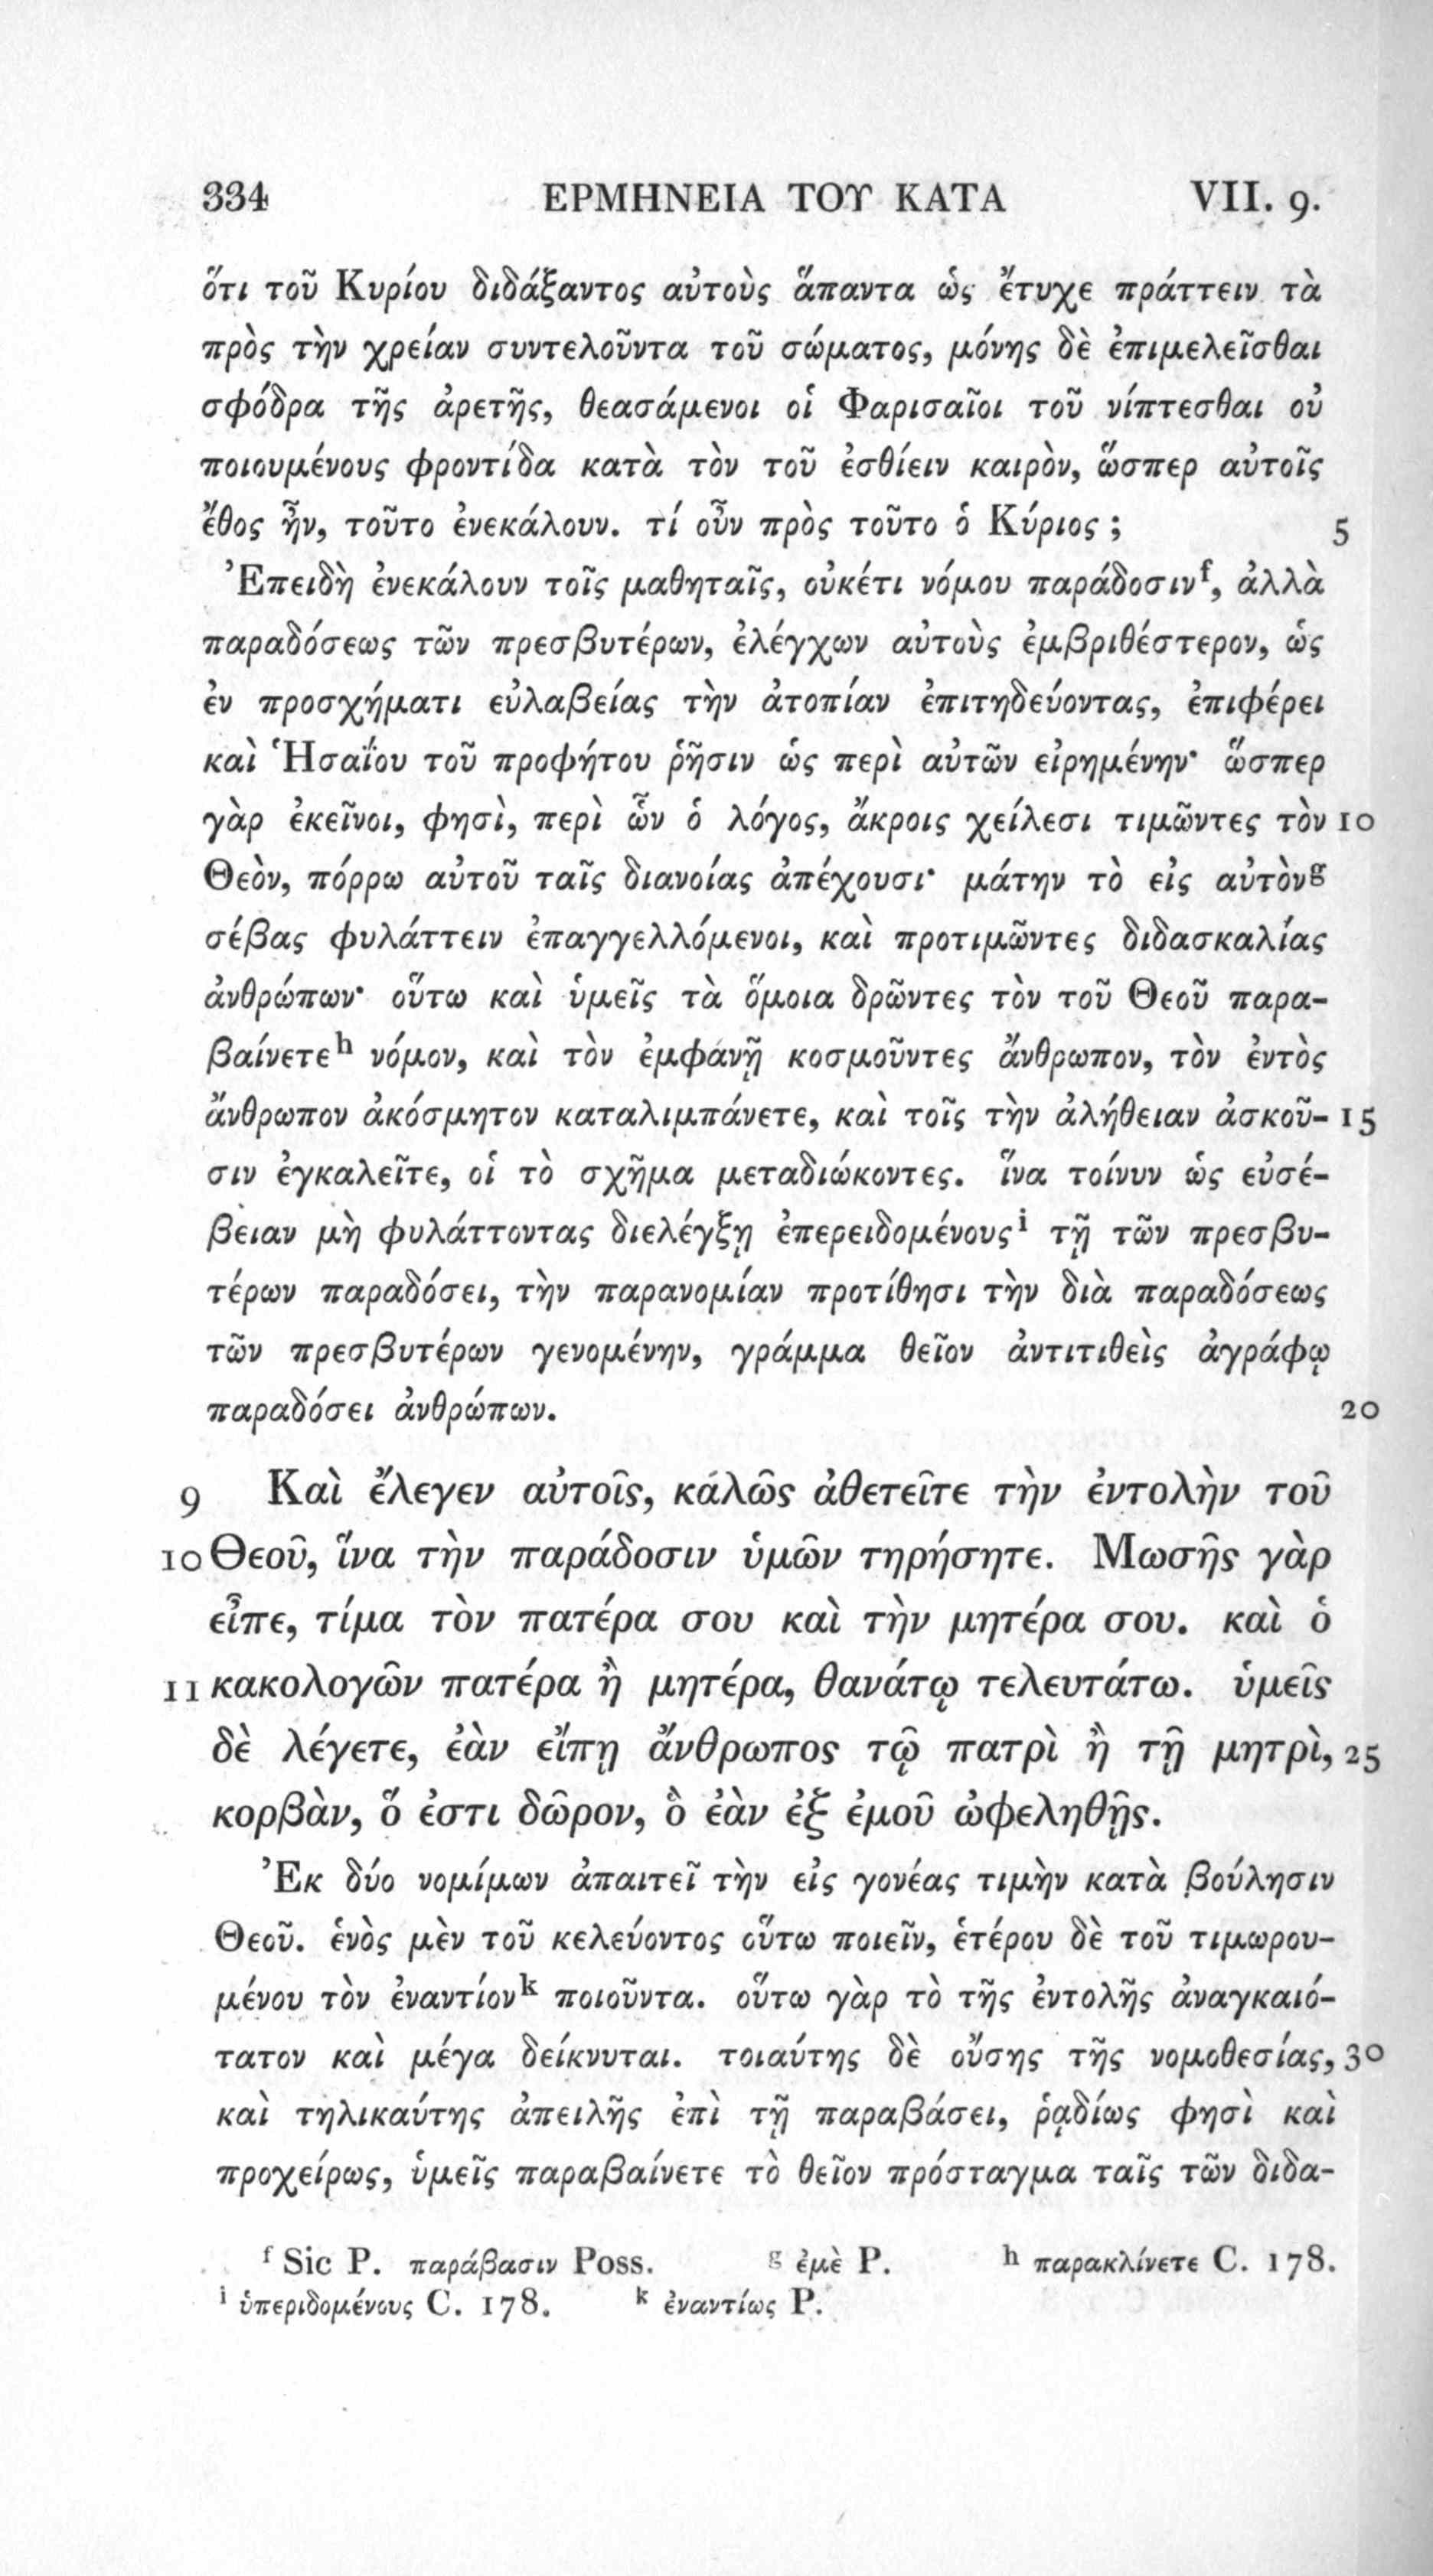 334 ΕΡΜΗΝΕΙΑ ΤΟΥ ΚΑΤΑ VII. 9.
ὅτι τοῦ Κυρίου διδάξαντος αὐτοὺς ἅπαντα ὡς ἔτυχε πράττειν τὰ
πρὸς τὴν χρείαν συντελοῦντα τοῦ σώματος, μόνης δὲ ἐπιμελεῖσθαι
σφόδρα τῆς ἀρετῆς, θεασάμενοι οἱ Φαρισαῖοι τοῦ νίπτεσθαι οὐ
ποιουμένους φροντίδα κατὰ τὸν τοῦ ἐσθίειν καιρὸν, ὥσπερ αὐτοῖς
ἔθος ἦν, τοῦτο ἐνεκάλουν. τί οὖν πρὸς τοῦτο ὁ Κύριος ; 5
Ἐπειδὴ ἐνεκάλουν τοῖς μαθηταῖς, οὐκέτι νόμου παράδοσιν f, ἀλλὰ
παραδόσεως τῶν πρεσβυτέρων, ἐλέγχων αὐτοὺς ἐμβριθέστερον, ὡς
ἐν προσχήματι εὐλαβείας τὴν ἀτοπίαν ἐπιτηδεύοντας, ἐπιφέρει
καὶ Ἡσαΐου τοῦ προφήτου ῥῆσιν ὡς περὶ αὐτῶν εἰρημένην· ὥσπερ
γὰρ ἐκεῖνοι, φησὶ, περὶ ὧν ὁ λόγος, ἄκροις χείλεσι τιμῶντες τὸν 10
Θεὸν, πόρρω αὐτοῦ ταῖς διανοίας ἀπέχουσι· μάτην τὸ εἰς αὐτὸν g
σέβας φυλάττειν ἐπαγγελλόμενοι, καὶ προτιμῶντες διδασκαλίας
ἀνθρώπων· οὕτω καὶ ὑμεῖς τὰ ὅμοια δρῶντες τὸν τοῦ Θεοῦ παρα-
βαίνετε h νόμον, καὶ τὸν ἐμφανῇ κοσμοῦντες ἄνθρωπον, τὸν ἐντὸς
ἄνθρωπον ἀκόσμητον καταλιμπάνετε, καὶ τοῖς τὴν ἀλήθειαν ἀσκοῦ- 15
σιν ἐγκαλεῖτε, οἱ τὸ σχῆμα μεταδιώκοντες. ἵνα τοίνυν ὡς εὐσέ-
βειαν μὴ φυλάττοντας διελέγξῃ ἐπερειδομένους i τῇ τῶν πρεσβυ-
τέρων παραδόσει, τὴν παρανομίαν προτίθησι τὴν διὰ παραδόσεως
τῶν πρεσβυτέρων γενομένην, γράμμα θεῖον ἀντιτιθεὶς ἀγράφῳ
παραδόσει ἀνθρώπων. 20
9 Καὶ ἔλεγεν αὐτοῖς, καλῶς ἀθετεῖτε τὴν ἐντολὴν τοῦ
10 Θεοῦ, ἵνα τὴν παράδοσιν ὑμῶν τηρήσητε. Μωσῆς γὰρ
εἶπε, τίμα τὸν πατέρα σου καὶ τὴν μητέρα σου. καὶ ὁ
11 κακολογῶν πατέρα ἢ μητέρα, θανάτῳ τελευτάτω. ὑμεῖς
δὲ λέγετε, ἐὰν εἴπῃ ἄνθρωπος τῷ πατρὶ ἢ τῇ μητρὶ, 25
κορβὰν, ὅ ἐστι δῶρον, ὃ ἐὰν ἐξ ἐμοῦ ὠφεληθῇς.
Ἐκ δύο νομίμων ἀπαιτεῖ τὴν εἰς γονέας τιμὴν κατὰ βούλησιν
Θεοῦ. ἑνὸς μὲν τοῦ κελεύοντος οὕτω ποιεῖν, ἑτέρου δὲ τοῦ τιμωρου-
μένου τὸν ἐναντίον k ποιοῦντα. οὕτω γὰρ τὸ τῆς ἐντολῆς ἀναγκαιό-
τατον καὶ μέγα δείκνυται. τοιαύτης δὲ οὔσης τῆς νομοθεσίας, 30
καὶ τηλικαύτης ἀπειλῆς ἐπὶ τῇ παραβάσει, ῥᾳδίως φησὶ καὶ
προχείρως, ὑμεῖς παραβαίνετε τὸ θεῖον πρόσταγμα ταῖς τῶν διδα-
f Sic P. παράβασιν Poss. g ἐμὲ P. h παρακλίνετε C. 178.
i ὑπεριδομένους C. 178. k ἐναντίως P.